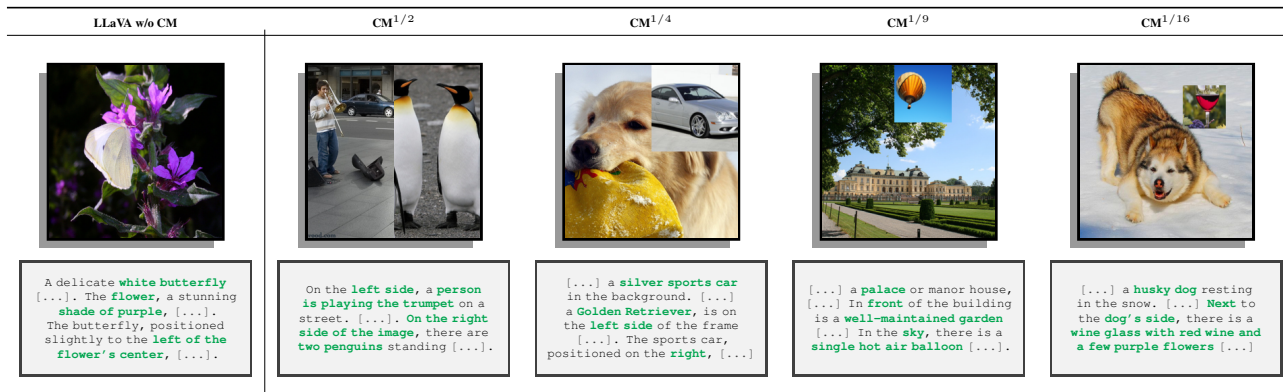 LLaVA w/o CM
CM^1/2
CM^1/4
CM^1/9
CM^1/16
A delicate white butterfly
[...]. The flower, a stunning
shade of purple, [...].
The butterfly, positioned
slightly to the left of the
flower's center, [...].
On the left side, a person
is playing the trumpet on a
street. [...]. On the right
side of the image, there are
two penguins standing [...].
[...] a silver sports car
in the background. [...]
a Golden Retriever, is on
the left side of the frame
[...]. The sports car,
positioned on the right, [...]
[...] a palace or manor house,
[...] In front of the building
is a well-maintained garden
[...] In the sky, there is a
single hot air balloon [...].
[...] a husky dog resting
in the snow. [...] Next to
the dog's side, there is a
wine glass with red wine and
a few purple flowers [...]